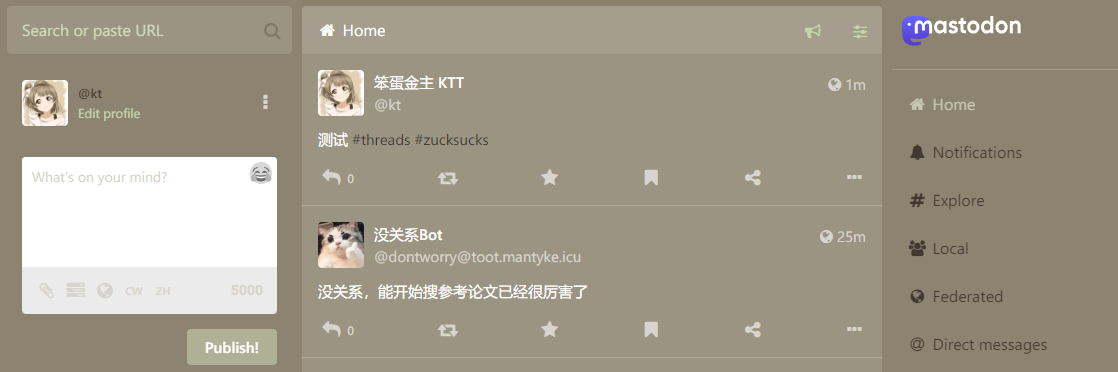 Search or paste URL
@kt
Edit profile
What's on your mind?
CW ZH 5000
Publish!
Home
笨蛋金主 KTT
1m
@kt
测试 #threads #zucksucks
0
没关系Bot
25m
@dontworry@toot.mantyke.icu
没关系，能开始搜参考论文已经很厉害了
0
mastodon
Home
Notifications
Explore
Local
Federated
Direct messages